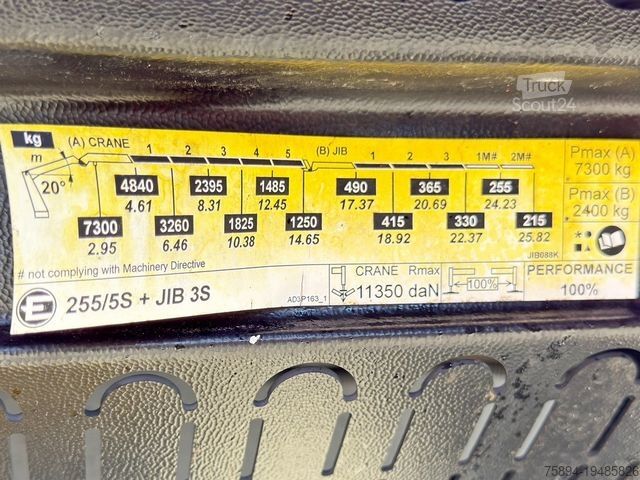 Truck
Scout24
kg (A) CRANE 1 2 3 4 5 (B) JIB 1 2 3 1M# 2M#
m
20°
4840 2395 1485 490 365 255
4.61 8.31 12.45 17.37 20.69 24.23
7300 3260 1825 1250 415 330 215
2.95 6.46 10.38 14.65 18.92 22.37 25.82
Pmax (A)
7300 kg
Pmax (B)
2400 kg
JIB088K
# not complying with Machinery Directive
E 255/5S + JIB 3S AD3P163_1
CRANE Rmax
11350 daN
100%
PERFORMANCE
100%
75894-19485826